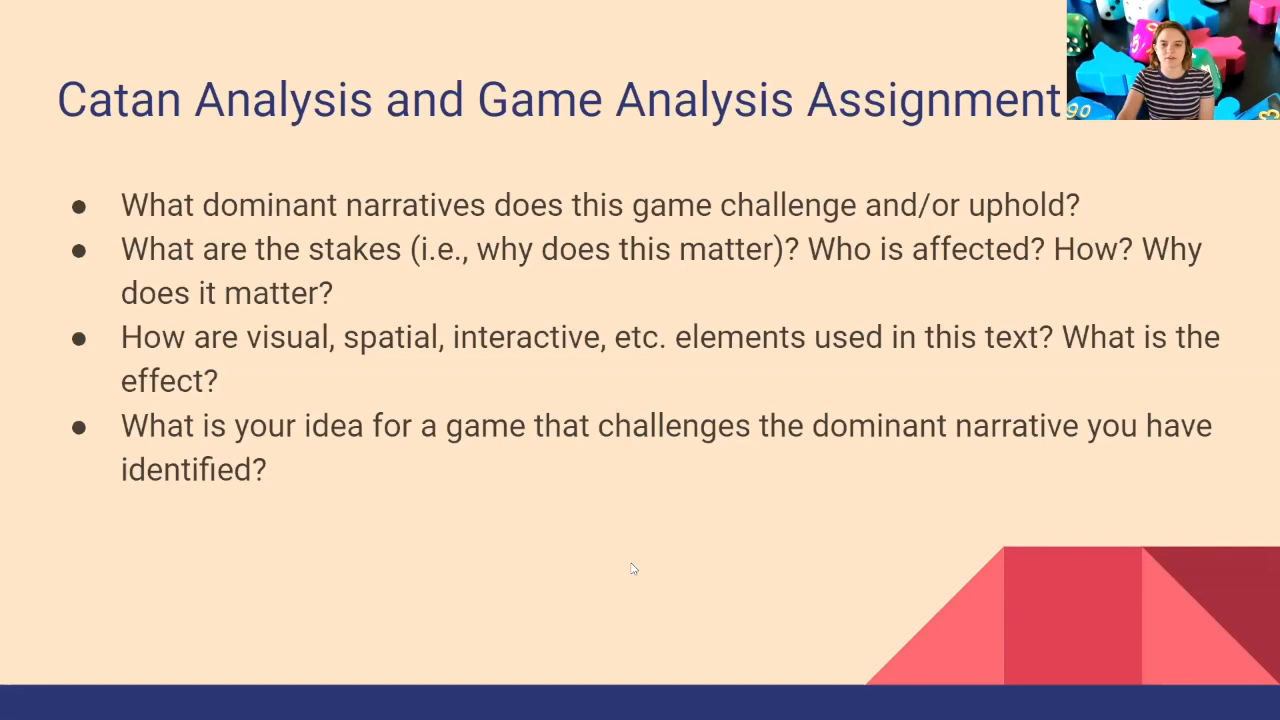 Catan Analysis and Game Analysis Assignment
● What dominant narratives does this game challenge and/or uphold?
● What are the stakes (i.e., why does this matter)? Who is affected? How? Why
does it matter?
● How are visual, spatial, interactive, etc. elements used in this text? What is the
effect?
● What is your idea for a game that challenges the dominant narrative you have
identified?
90